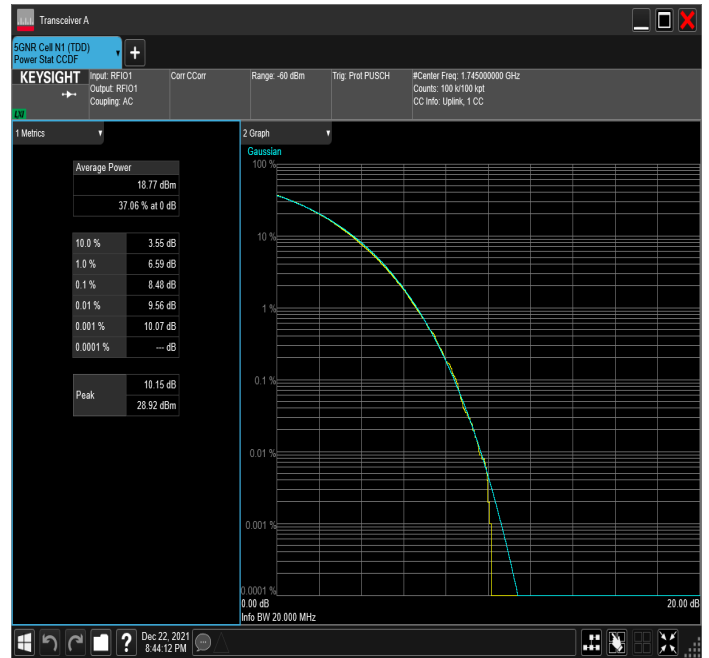 Transceiver A
5GNR Cell N1 (TDD)
Power Stat CCDF
+
KEYSIGHT
LXI
Input: RFIO1
Output: RFIO1
Coupling: AC
Corr CCorr
Range: -60 dBm
Trig: Prot PUSCH
#Center Freq: 1.745000000 GHz
Counts: 100 k/100 kpt
CC Info: Uplink, 1 CC
1 Metrics
Average Power
18.77 dBm
37.06 % at 0 dB
10.0 % 3.55 dB
1.0 % 6.59 dB
0.1 % 8.48 dB
0.01 % 9.56 dB
0.001 % 10.07 dB
0.0001 % --- dB
Peak
10.15 dB
28.92 dBm
2 Graph
Gaussian
100 %
10 %
1 %
0.1 %
0.01 %
0.001 %
0.0001 %
0.00 dB
20.00 dB
Info BW 20.000 MHz
?
Dec 22, 2021
8:44:12 PM